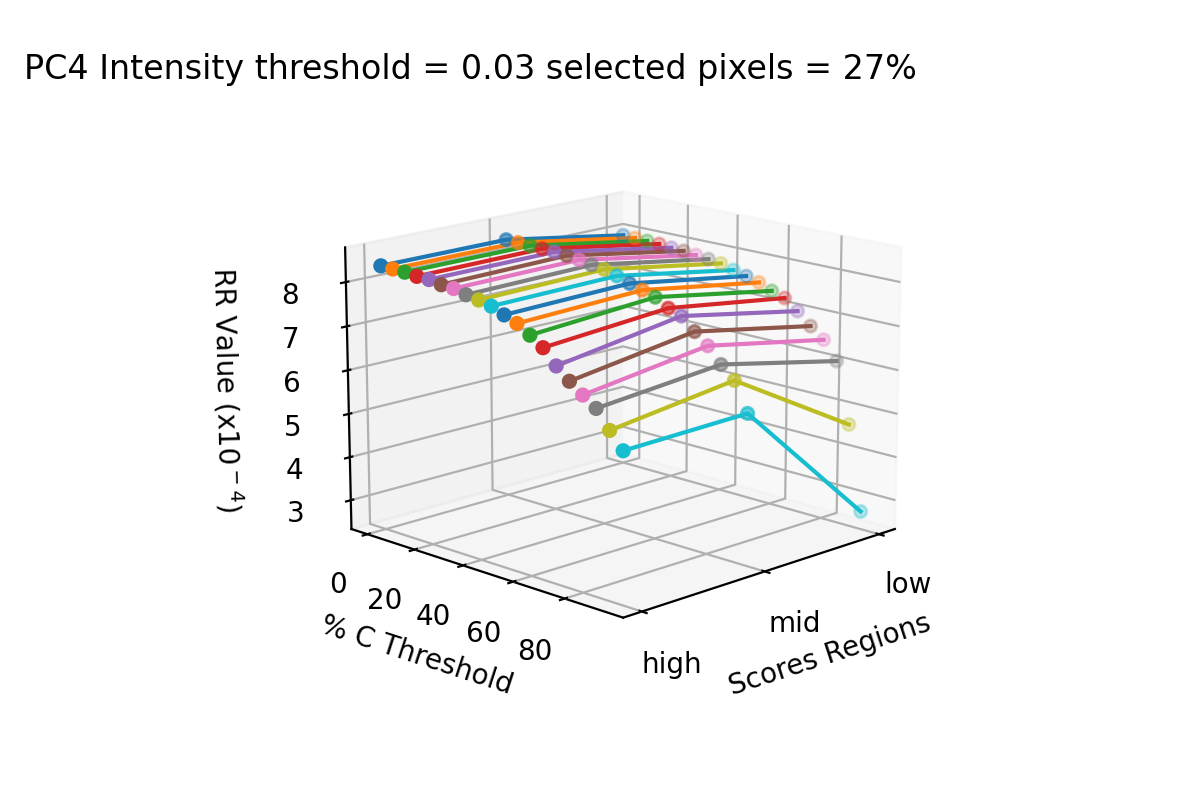 PC4 Intensity threshold = 0.03 selected pixels = 27%
RR Value (x10⁻⁴)
8
7
6
5
4
3
0
20
40
60
80
% C Threshold
high
mid
low
Scores Regions